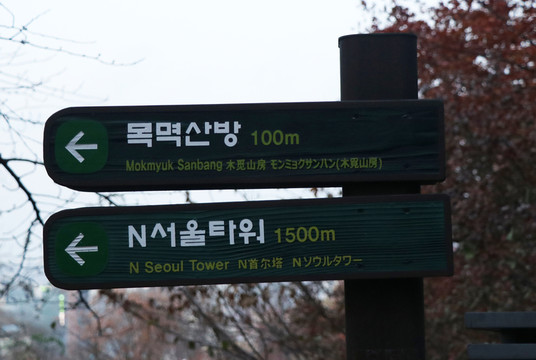 목멱산방 100m
Mokmyuk Sanbang 木覓山房 モンミョクサンバン(木覓山房)
N서울타워 1500m
N Seoul Tower N首尔塔 Nソウルタワー